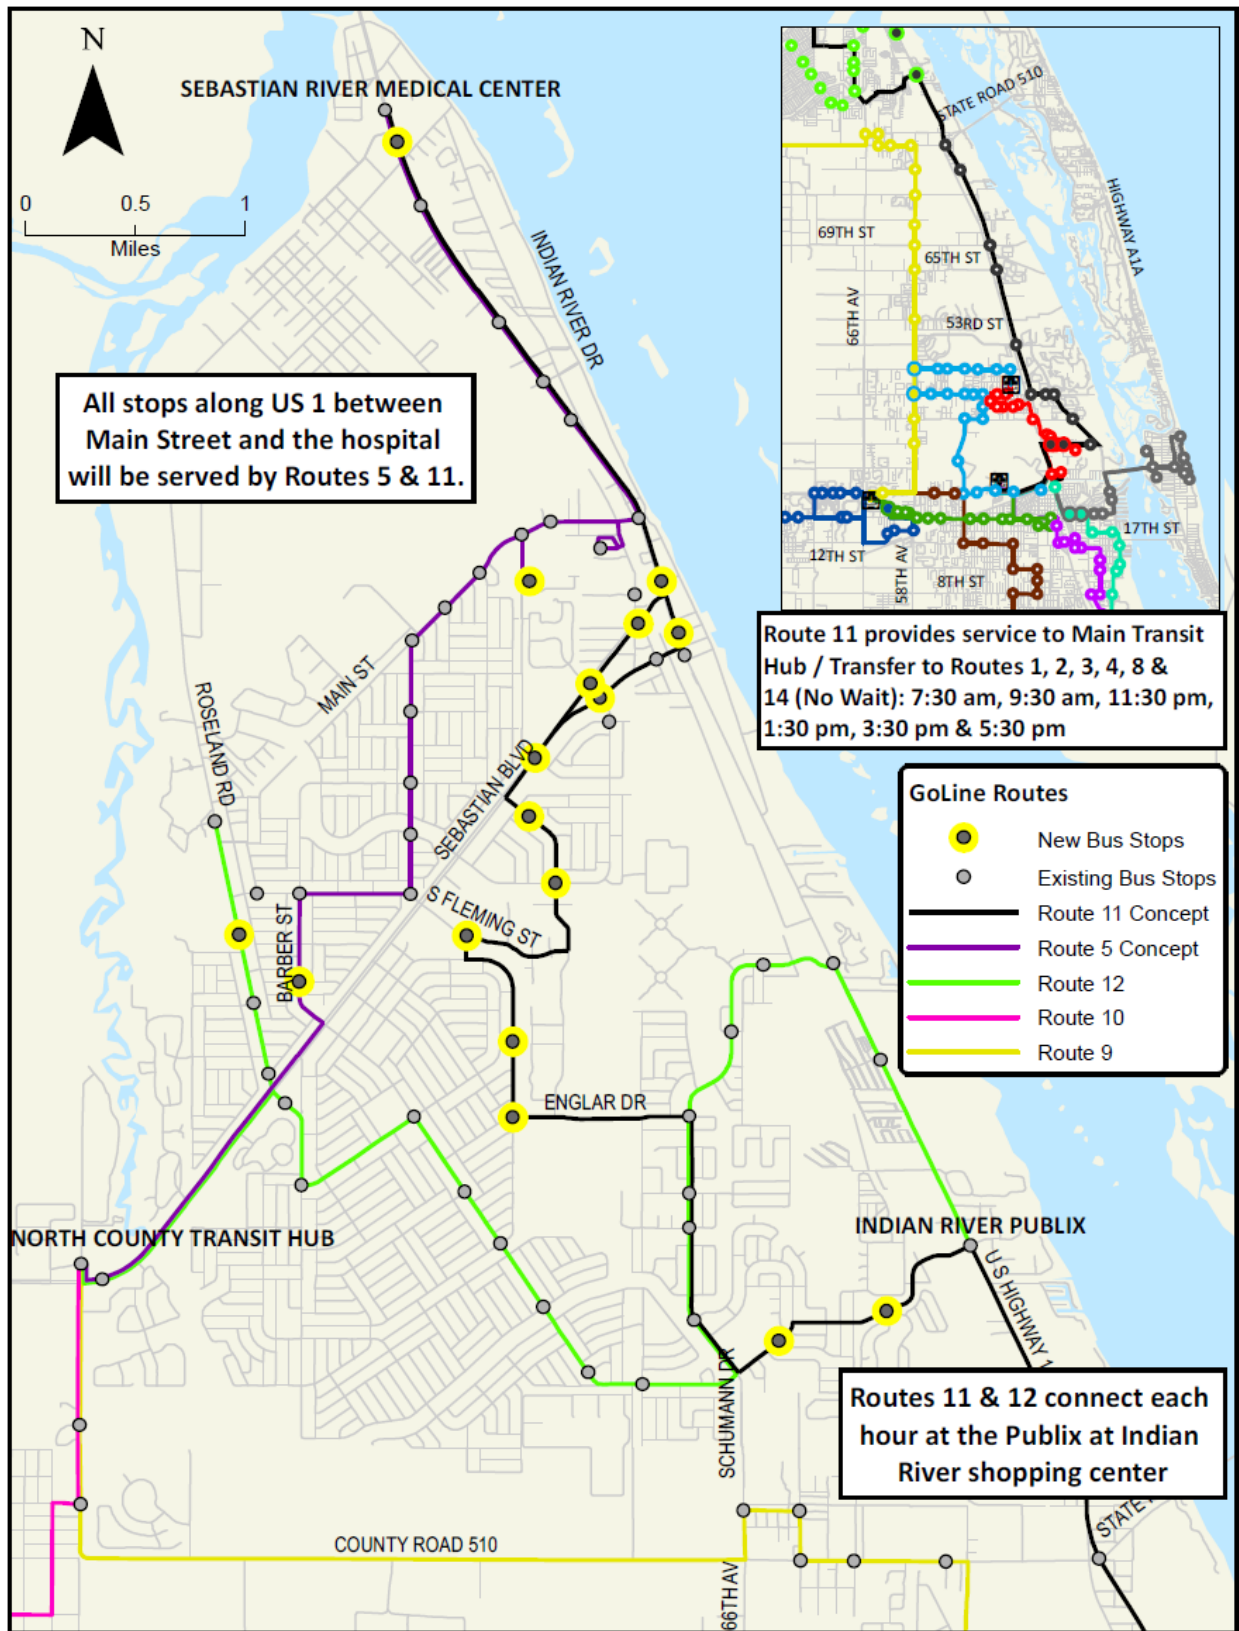 N
SEBASTIAN RIVER MEDICAL CENTER
0 0.5 1
Miles
INDIAN RIVER DR
All stops along US 1 between
Main Street and the hospital
will be served by Routes 5 & 11.
STATE ROAD 510
HIGHWAY A1A
69TH ST
65TH ST
66TH AV
53RD ST
17TH ST
12TH ST
58TH AV
8TH ST
Route 11 provides service to Main Transit
Hub / Transfer to Routes 1, 2, 3, 4, 8 &
14 (No Wait): 7:30 am, 9:30 am, 11:30 pm,
1:30 pm, 3:30 pm & 5:30 pm
MAIN ST
ROSELAND RD
SEBASTIAN BLVD
S FLEMING ST
BARBER ST
GoLine Routes
New Bus Stops
Existing Bus Stops
Route 11 Concept
Route 5 Concept
Route 12
Route 10
Route 9
ENGLAR DR
NORTH COUNTY TRANSIT HUB
INDIAN RIVER PUBLIX
U S HIGHWAY 1
SCHUMANN DR
Routes 11 & 12 connect each
hour at the Publix at Indian
River shopping center
STATE
COUNTY ROAD 510
66TH AV